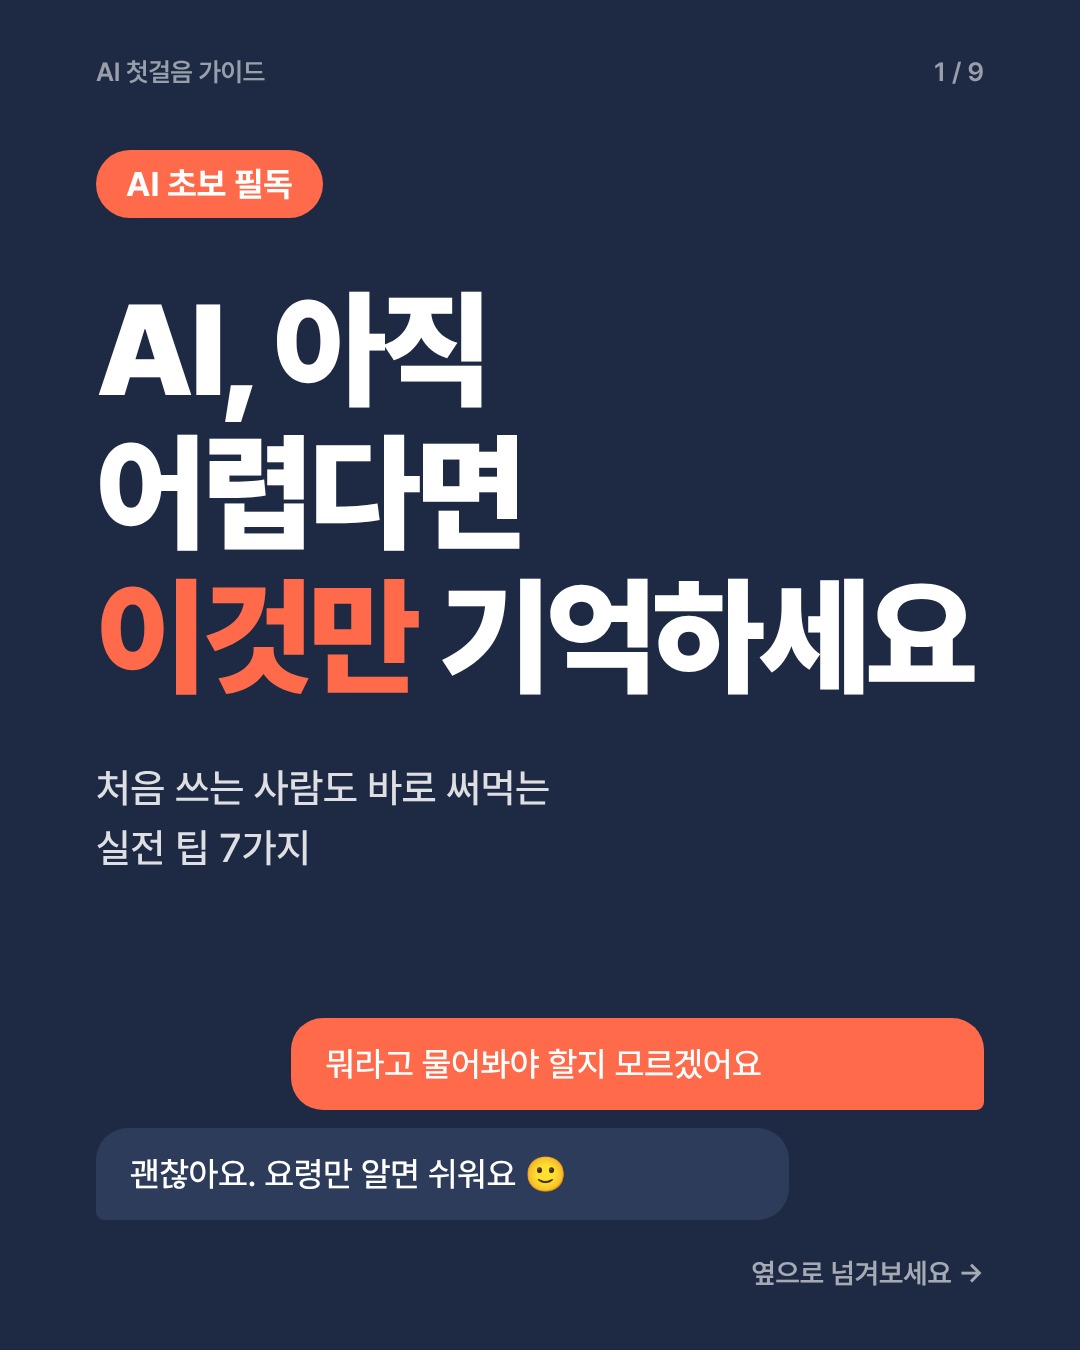 AI 첫걸음 가이드
1 / 9
AI 초보 필독
AI, 아직
어렵다면
이것만 기억하세요
처음 쓰는 사람도 바로 써먹는
실전 팁 7가지
뭐라고 물어봐야 할지 모르겠어요
괜찮아요. 요령만 알면 쉬워요 🙂
옆으로 넘겨보세요 →